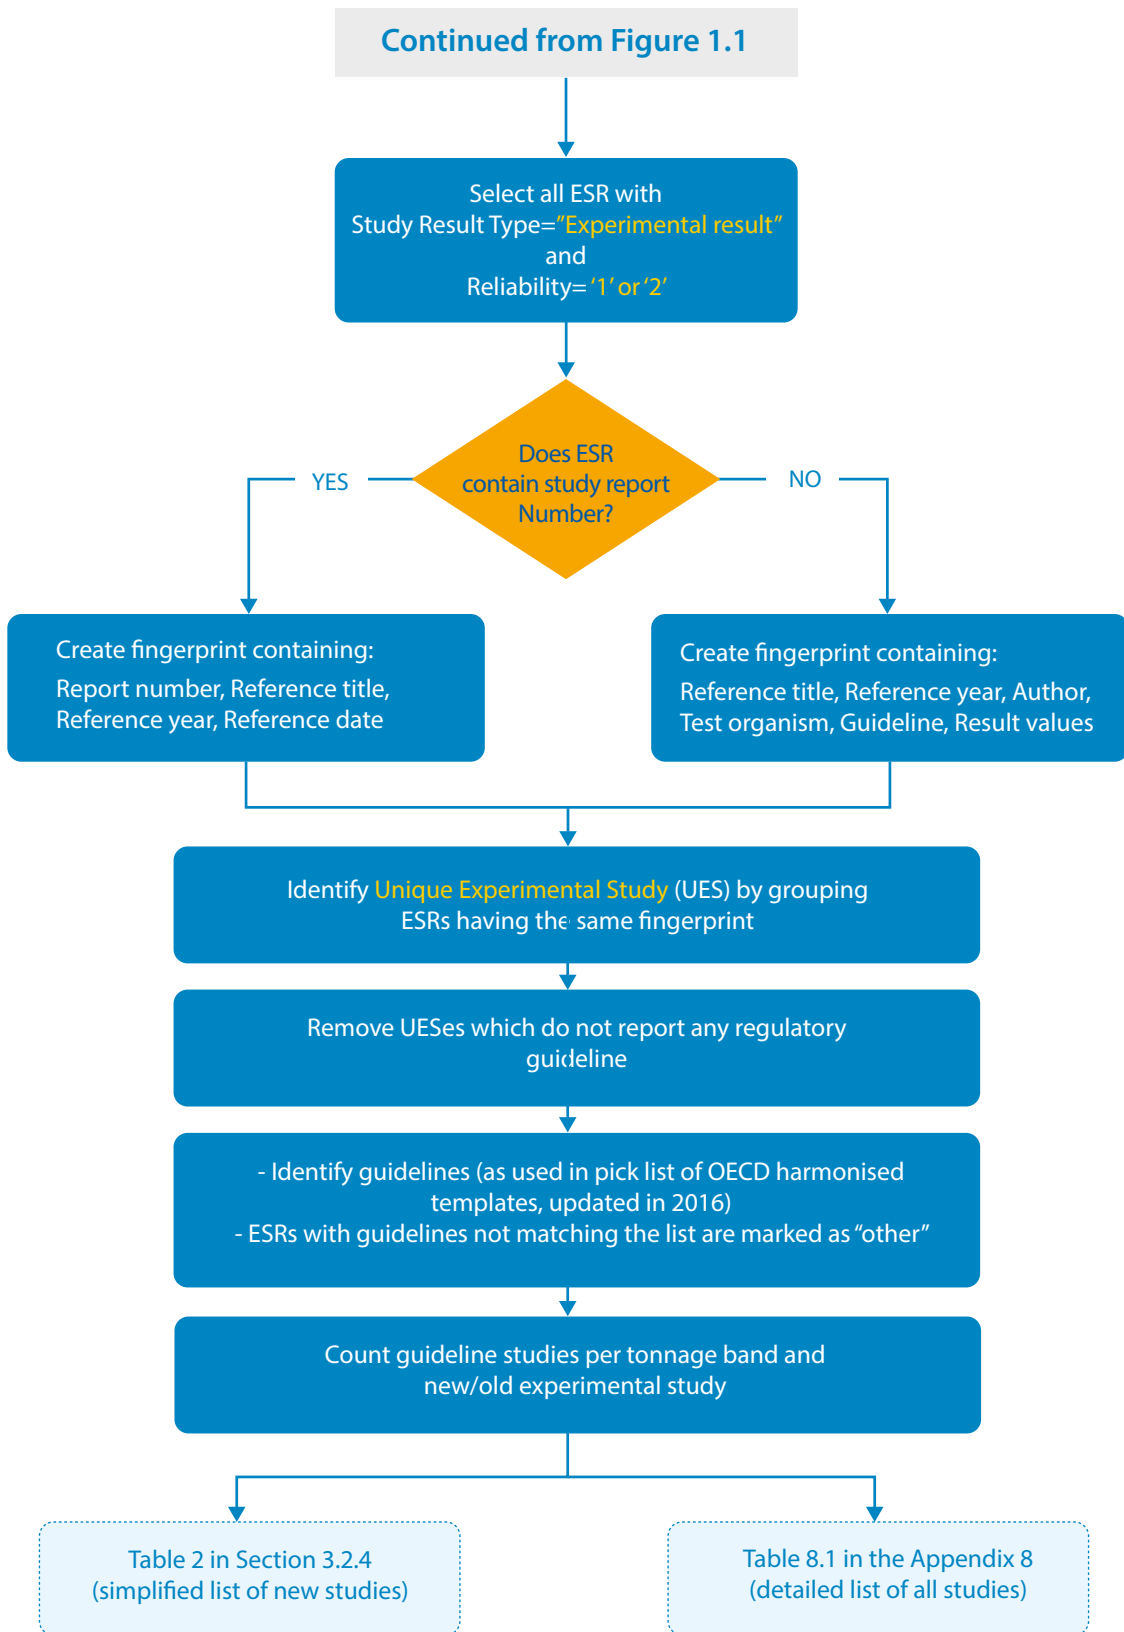 Continued from Figure 1.1
Select all ESR with
Study Result Type=”Experimental result”
and
Reliability= ‘1’ or ‘2’
Does ESR
contain study report
Number?
YES
NO
Create fingerprint containing:
Report number, Reference title,
Reference year, Reference date
Create fingerprint containing:
Reference title, Reference year, Author,
Test organism, Guideline, Result values
Identify Unique Experimental Study (UES) by grouping
ESRs having the same fingerprint
Remove UESes which do not report any regulatory
guideline
- Identify guidelines (as used in pick list of OECD harmonised
templates, updated in 2016)
- ESRs with guidelines not matching the list are marked as “other”
Count guideline studies per tonnage band and
new/old experimental study
Table 2 in Section 3.2.4
(simplified list of new studies)
Table 8.1 in the Appendix 8
(detailed list of all studies)